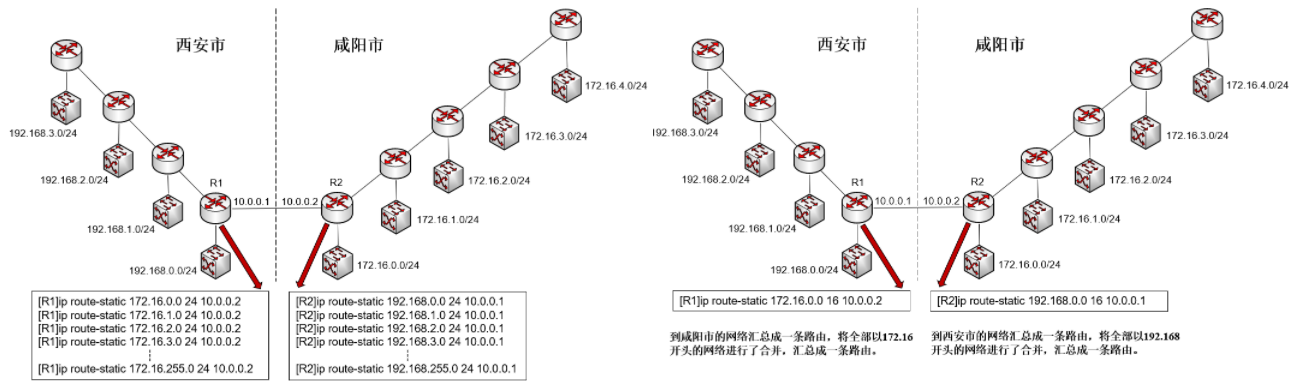 西安市
咸阳市
172.16.4.0/24
192.168.3.0/24
172.16.3.0/24
192.168.2.0/24
172.16.2.0/24
R1
R2
10.0.0.1
10.0.0.2
192.168.1.0/24
172.16.1.0/24
192.168.0.0/24
172.16.0.0/24
[R1]ip route-static 172.16.0.0 24 10.0.0.2
[R1]ip route-static 172.16.1.0 24 10.0.0.2
[R1]ip route-static 172.16.2.0 24 10.0.0.2
[R1]ip route-static 172.16.3.0 24 10.0.0.2
[R1]ip route-static 172.16.255.0 24 10.0.0.2
[R2]ip route-static 192.168.0.0 24 10.0.0.1
[R2]ip route-static 192.168.1.0 24 10.0.0.1
[R2]ip route-static 192.168.2.0 24 10.0.0.1
[R2]ip route-static 192.168.3.0 24 10.0.0.1
[R2]ip route-static 192.168.255.0 24 10.0.0.1
西安市
咸阳市
172.16.4.0/24
192.168.3.0/24
172.16.3.0/24
192.168.2.0/24
172.16.2.0/24
R1
R2
10.0.0.1
10.0.0.2
192.168.1.0/24
172.16.1.0/24
192.168.0.0/24
172.16.0.0/24
[R1]ip route-static 172.16.0.0 16 10.0.0.2
[R2]ip route-static 192.168.0.0 16 10.0.0.1
到咸阳市的网络汇总成一条路由，将全部以172.16
开头的网络进行了合并，汇总成一条路由。
到西安市的网络汇总成一条路由，将全部以192.168
开头的网络进行了合并，汇总成一条路由。